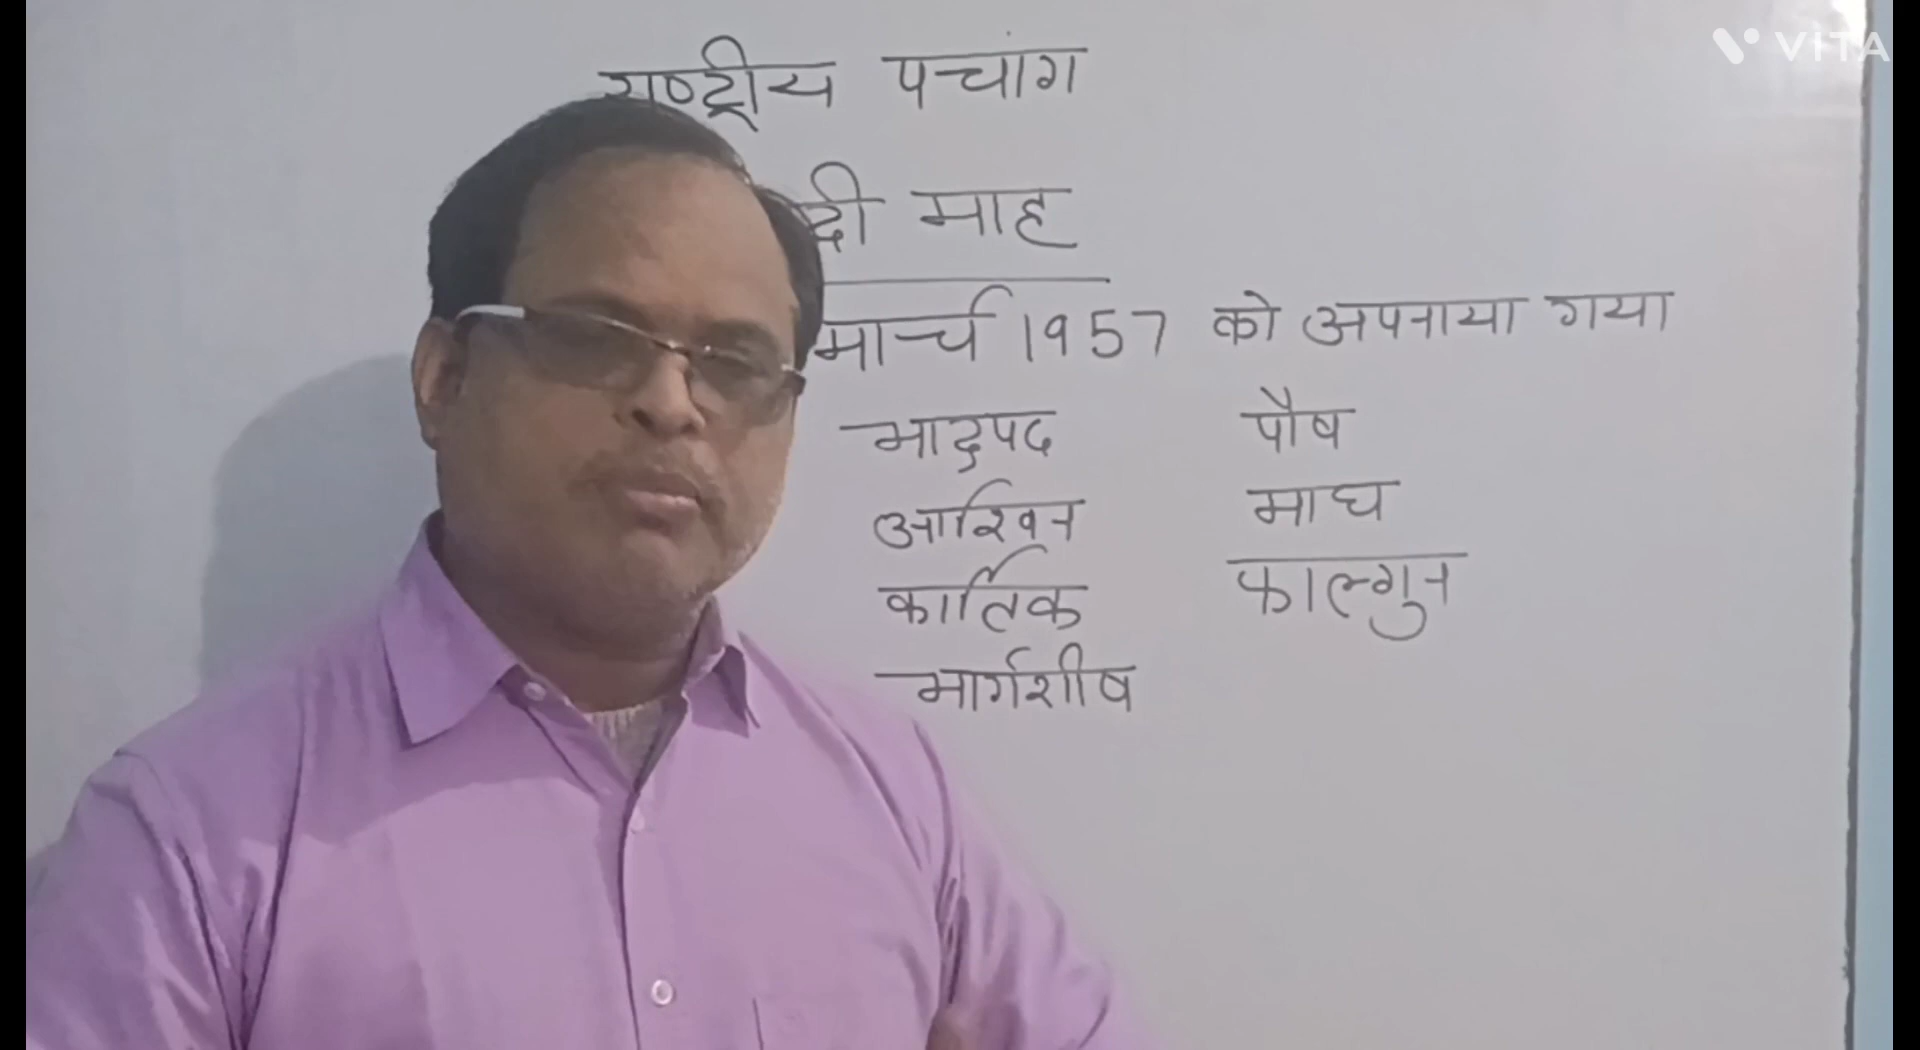 राष्ट्रीय पचांग
दी माह
मार्च 1957 को अपनाया गया
भाद्रपद पौष
आश्विन माघ
कार्तिक फाल्गुन
मार्गशीष
VITA